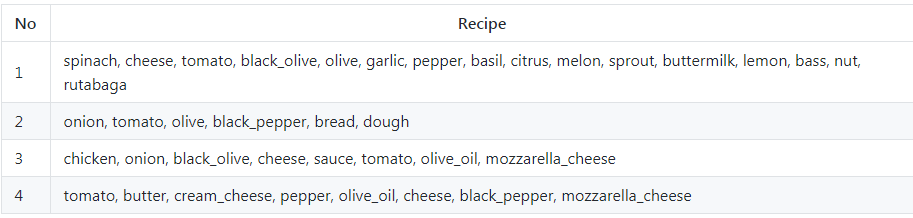 No Recipe
1 spinach, cheese, tomato, black_olive, olive, garlic, pepper, basil, citrus, melon, sprout, buttermilk, lemon, bass, nut,
rutabaga
2 onion, tomato, olive, black_pepper, bread, dough
3 chicken, onion, black_olive, cheese, sauce, tomato, olive_oil, mozzarella_cheese
4 tomato, butter, cream_cheese, pepper, olive_oil, cheese, black_pepper, mozzarella_cheese